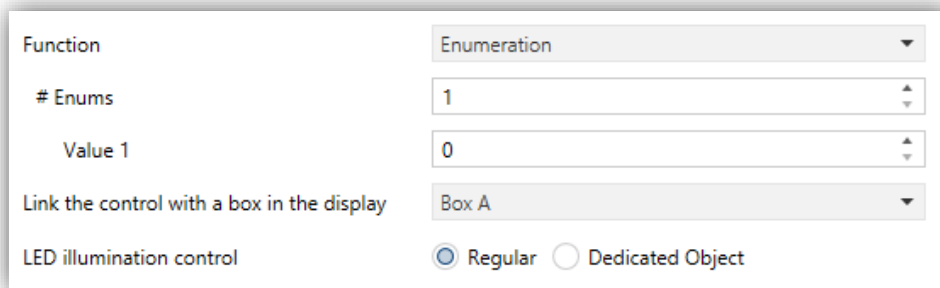 Function Enumeration
# Enums 1
Value 1 0
Link the control with a box in the display Box A
LED illumination control Regular Dedicated Object